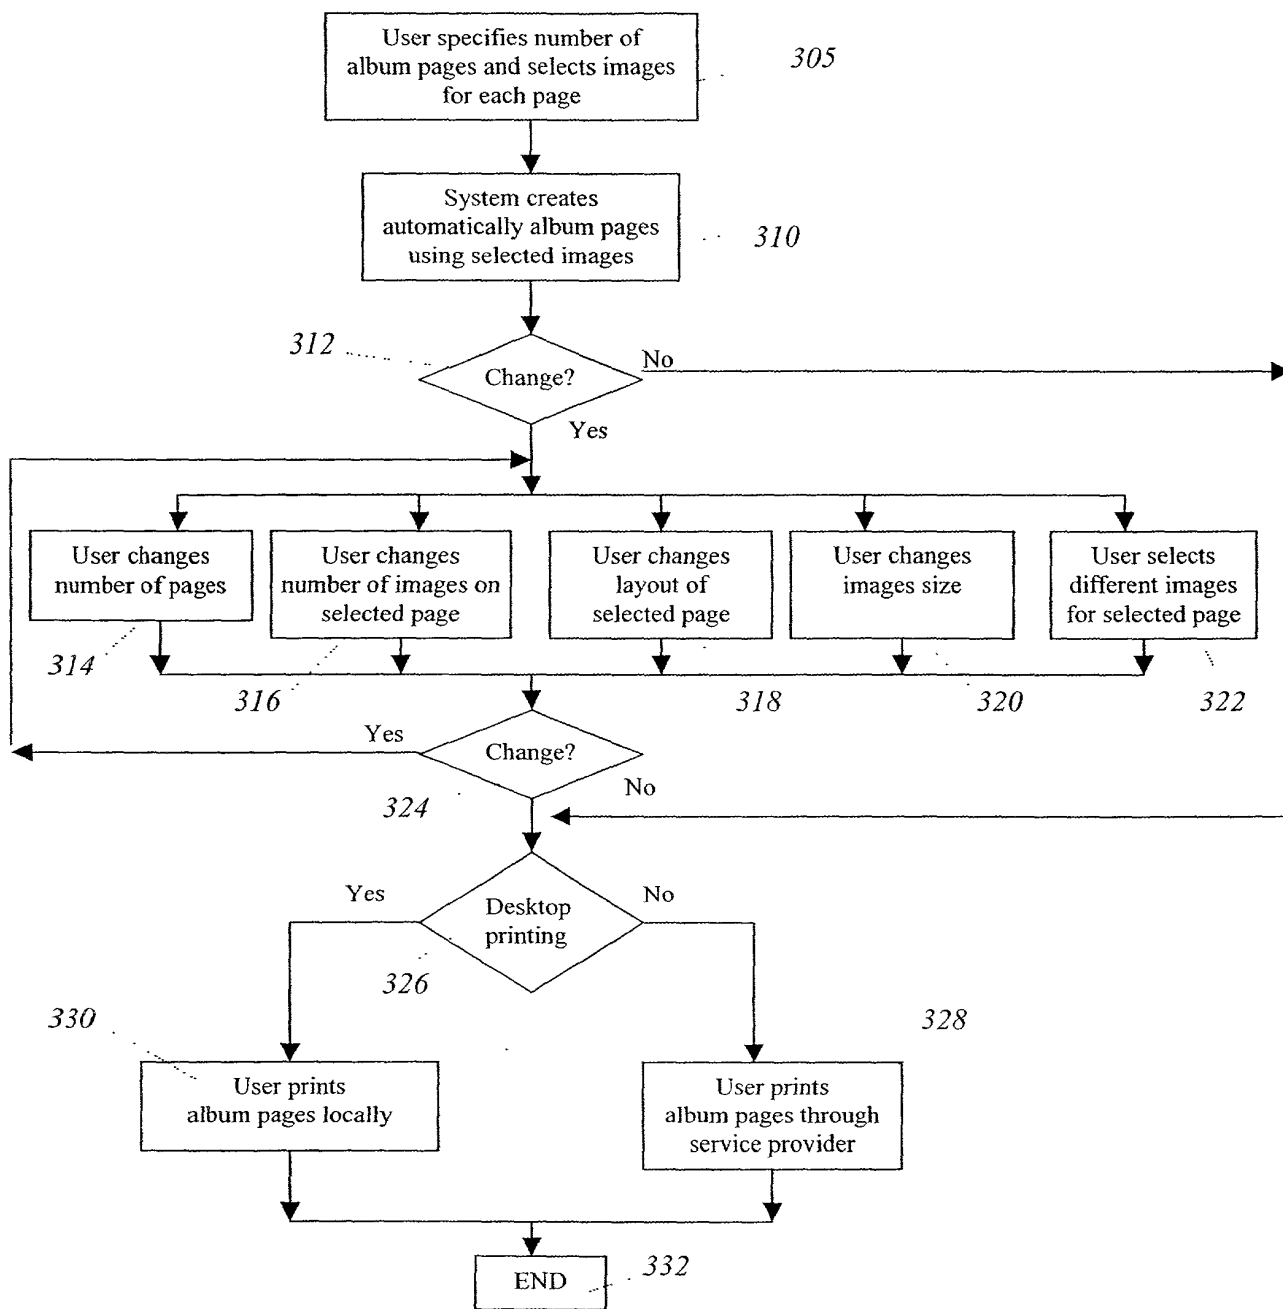 User specifies number of
album pages and selects images
for each page
305
System creates
automatically album pages
using selected images
310
312
Change?
No
Yes
User changes
number of pages
User changes
number of images on
selected page
User changes
layout of
selected page
User changes
images size
User selects
different images
for selected page
314
316
318
320
322
Yes
Change?
324
No
Yes
Desktop
printing
No
326
330
328
User prints
album pages locally
User prints
album pages through
service provider
END
332